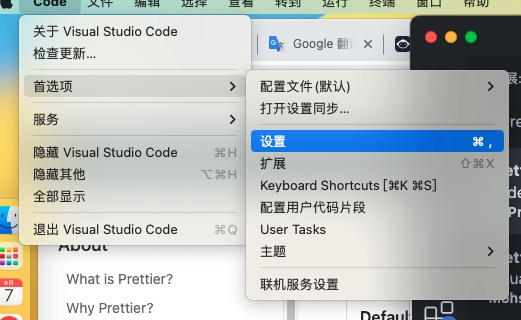 Code 文件 编辑 选择 查看 转到 运行 终端 窗口 帮助
关于 Visual Studio Code
检查更新...
首选项
服务
隐藏 Visual Studio Code ⌘H
隐藏其他 ⌥⌘H
全部显示
退出 Visual Studio Code ⌘Q
Google 翻
配置文件(默认)
打开设置同步...
设置 ⌘ ,
扩展 ⇧⌘X
Keyboard Shortcuts [⌘K ⌘S]
配置用户代码片段
User Tasks
主题
联机服务设置
About
What is Prettier?
Why Prettier?
Defaul
8月
7